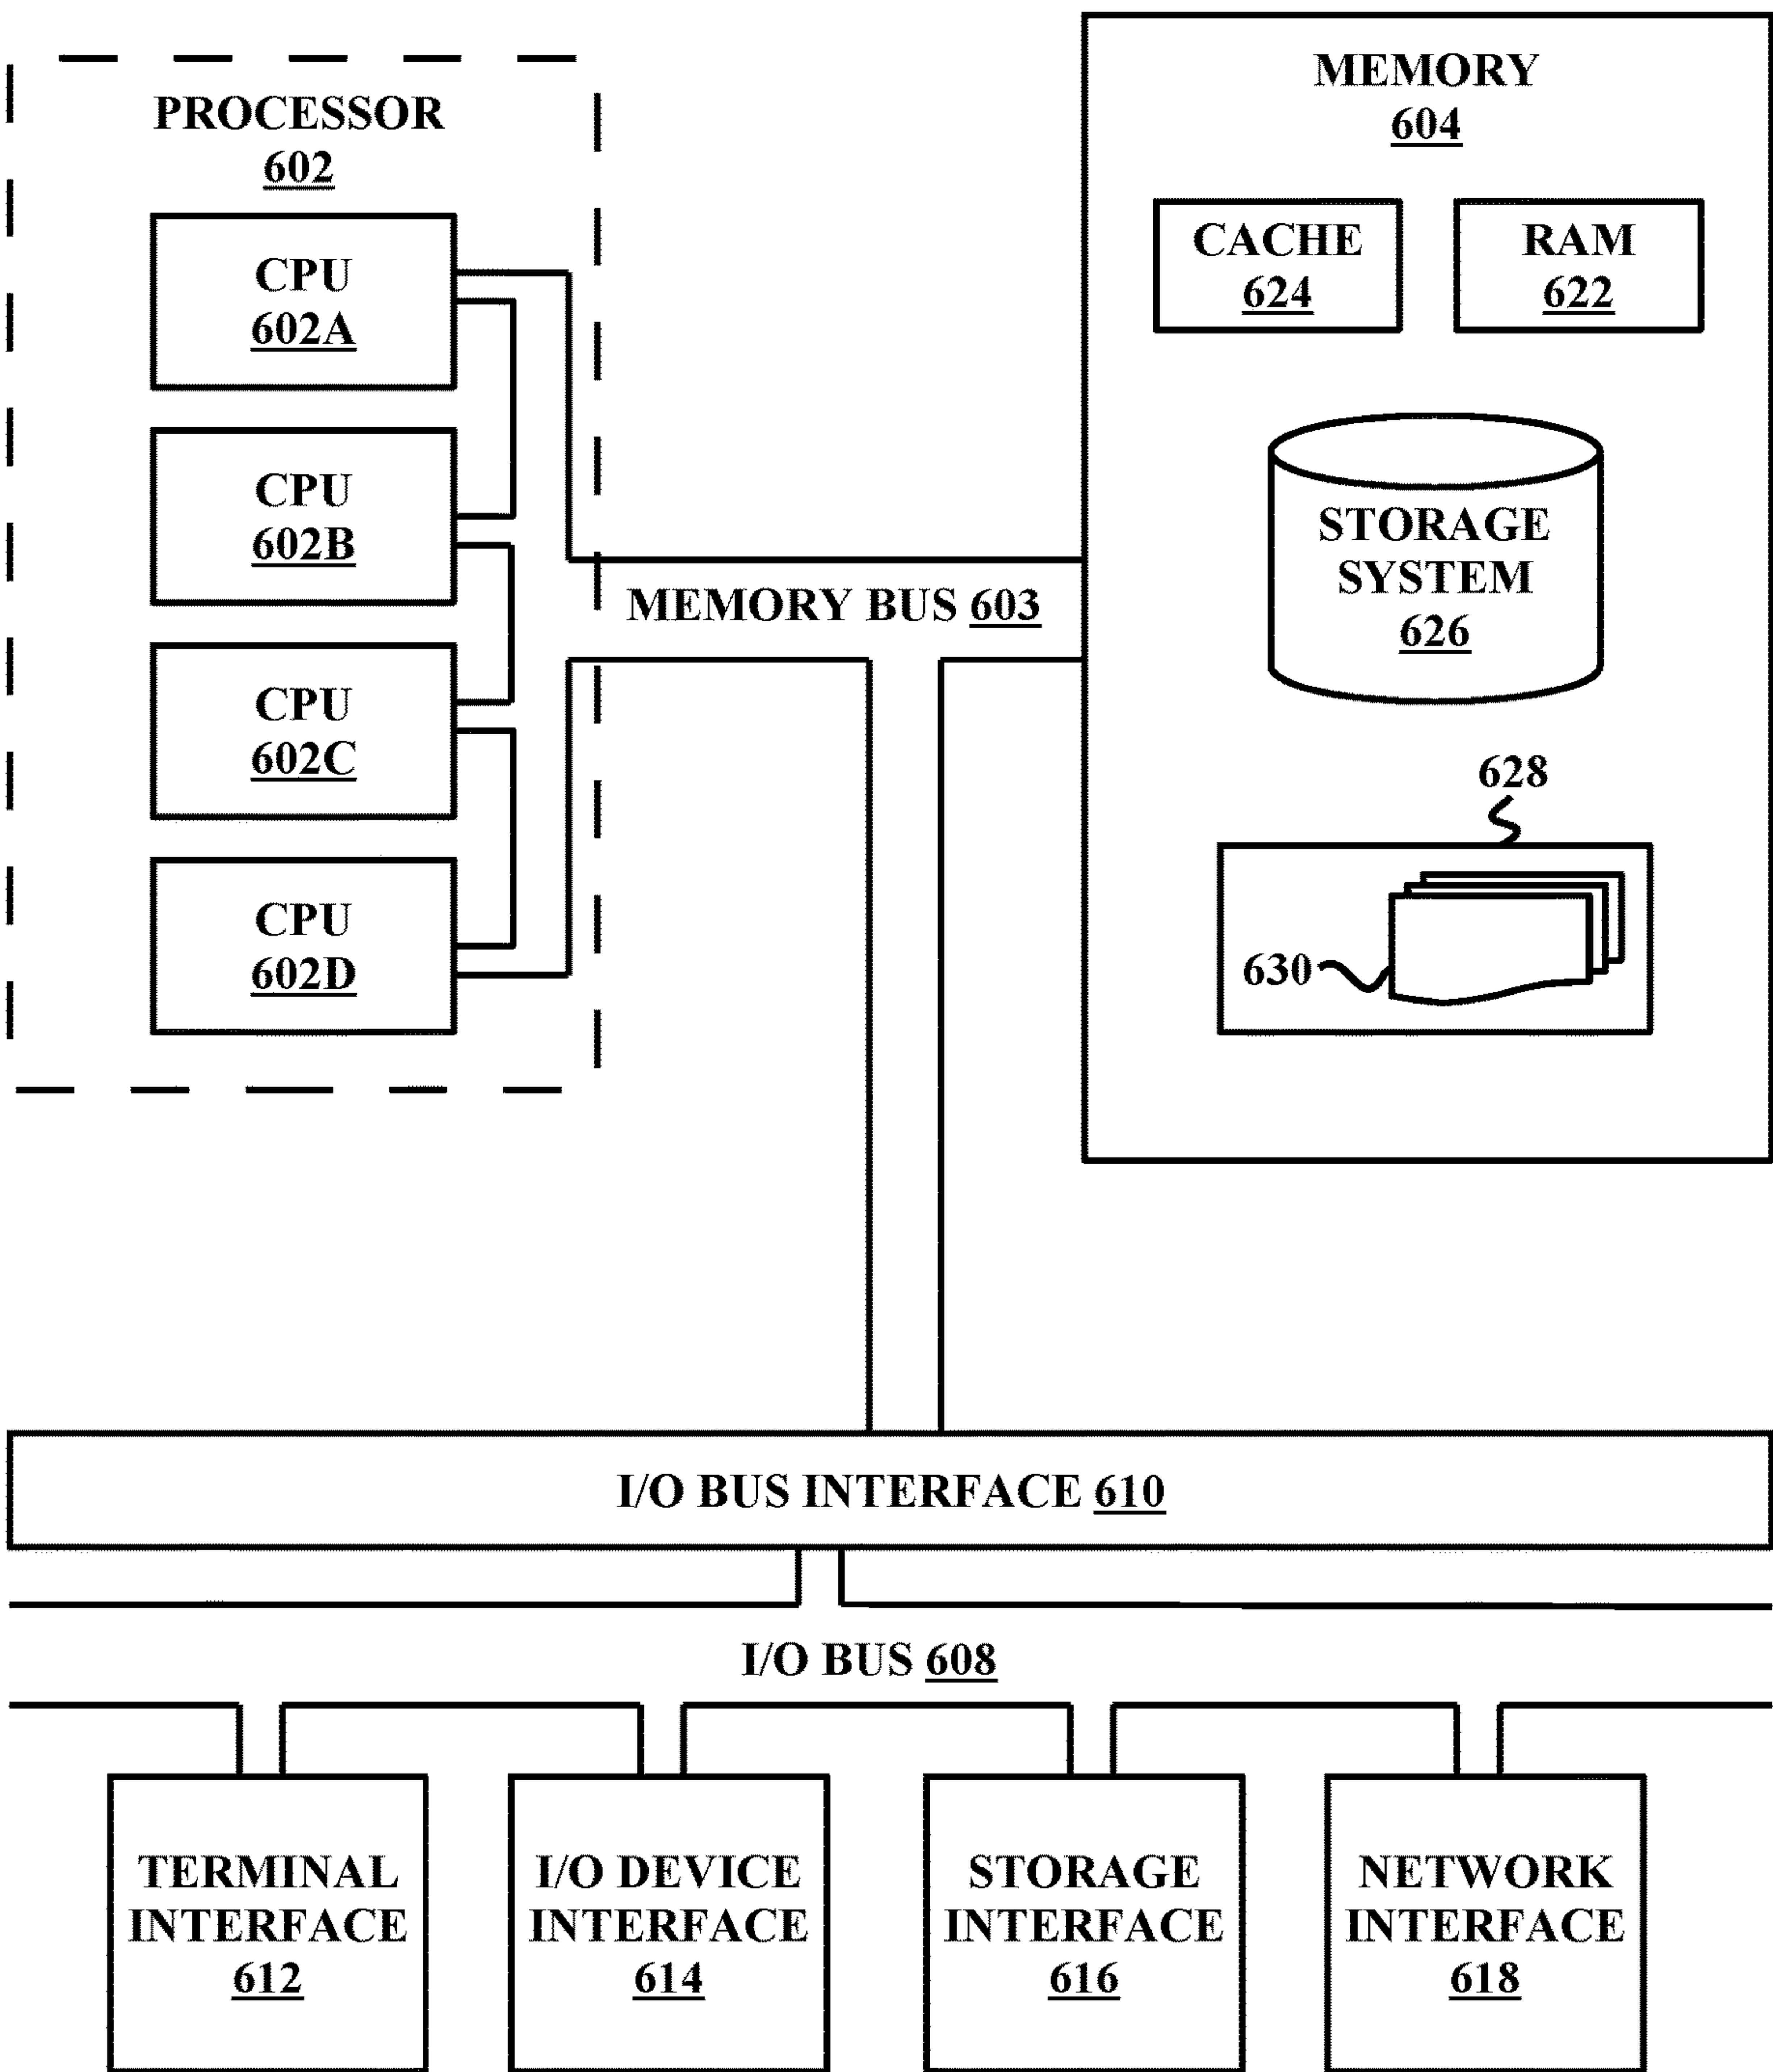 PROCESSOR
602
CPU
602A
CPU
602B
CPU
602C
CPU
602D
MEMORY BUS 603
MEMORY
604
CACHE
624
RAM
622
STORAGE
SYSTEM
626
628
630
I/O BUS INTERFACE 610
I/O BUS 608
TERMINAL
INTERFACE
612
I/O DEVICE
INTERFACE
614
STORAGE
INTERFACE
616
NETWORK
INTERFACE
618